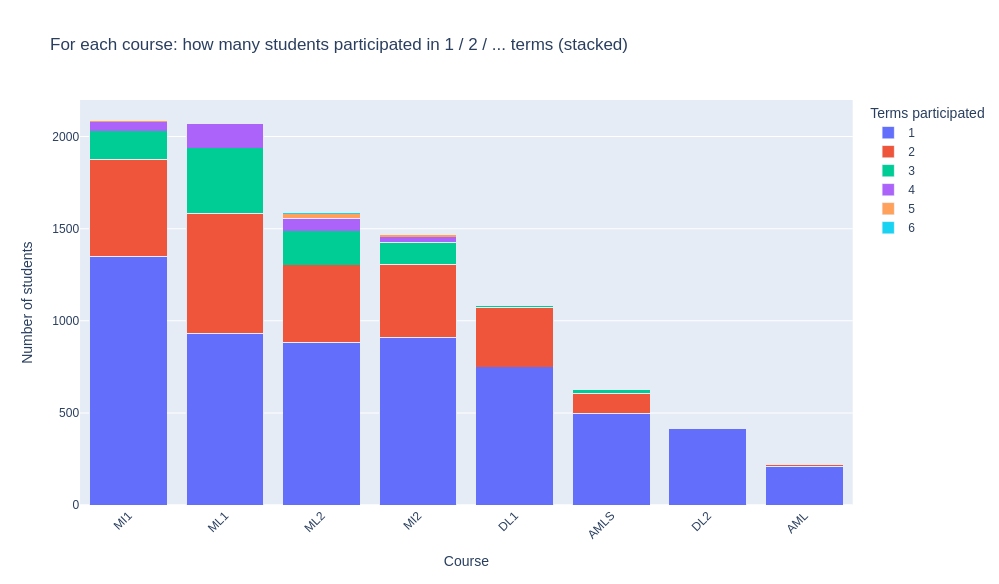 For each course: how many students participated in 1 / 2 / ... terms (stacked)
Terms participated
1
2
3
4
5
6
Number of students
2000
1500
1000
500
0
MI1
ML1
ML2
MI2
DL1
AMLS
DL2
AML
Course